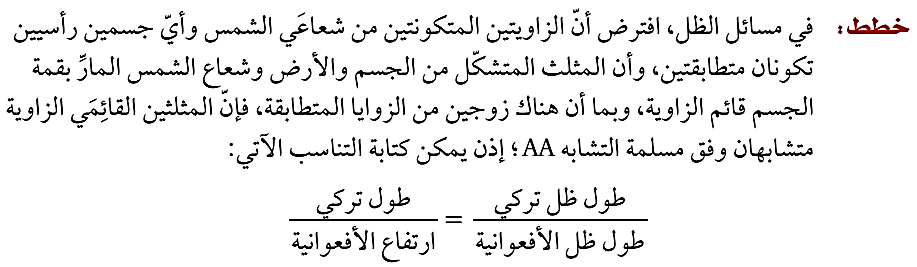 خطط: في مسائل الظل، افترض أنّ الزاويتين المتكونتين من شعاعَي الشمس وأيّ جسمين رأسيين
تكونان متطابقتين، وأن المثلث المتشكّل من الجسم والأرض وشعاع الشمس المارِّ بقمة
الجسم قائم الزاوية، وبما أن هناك زوجين من الزوايا المتطابقة، فإنّ المثلثين القائِمَي الزاوية
متشابهان وفق مسلمة التشابه AA؛ إذن يمكن كتابة التناسب الآتي:
طول ظل تركي = طول تركي
طول ظل الأفعوانية ارتفاع الأفعوانية